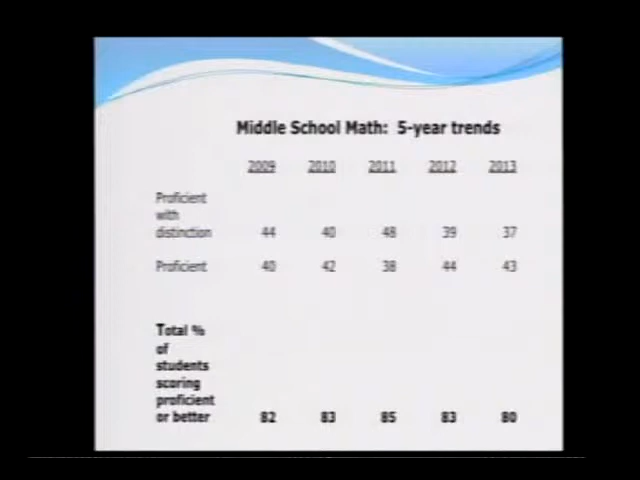 Middle School Math: 5-year trends
2009 2010 2011 2012 2013
Proficient
with
distinction 44 40 48 39 37
Proficient 40 42 38 44 43
Total %
of
students
scoring
proficient
or better 82 83 85 83 80